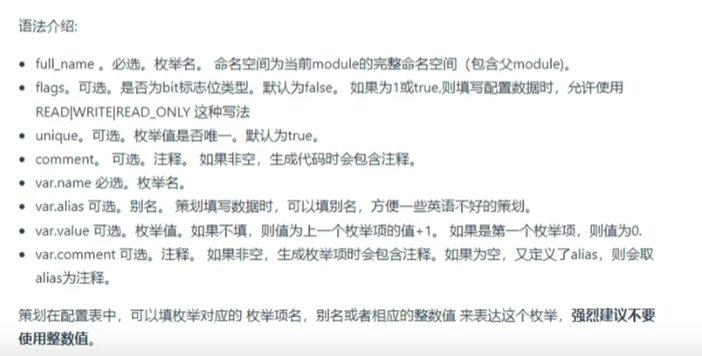 语法介绍:
full_name 。必选。枚举名。 命名空间为当前module的完整命名空间（包含父module)。
flags。可选。是否为bit标志位类型。默认为false。 如果为1或true,则填写配置数据时，允许使用
READ|WRITE|READ_ONLY 这种写法
unique。可选。枚举值是否唯一。默认为true。
comment。 可选。注释。 如果非空，生成代码时会包含注释。
var.name 必选。枚举名。
var.alias 可选。别名。 策划填写数据时，可以填别名，方便一些英语不好的策划。
var.value 可选。枚举值。如果不填，则值为上一个枚举项的值+1。 如果是第一个枚举项，则值为0.
var.comment 可选。注释。 如果非空，生成枚举项时会包含注释。如果为空，又定义了alias，则会取
alias为注释。
策划在配置表中，可以填枚举对应的 枚举项名，别名或者相应的整数值 来表达这个枚举，强烈建议不要
使用整数值。